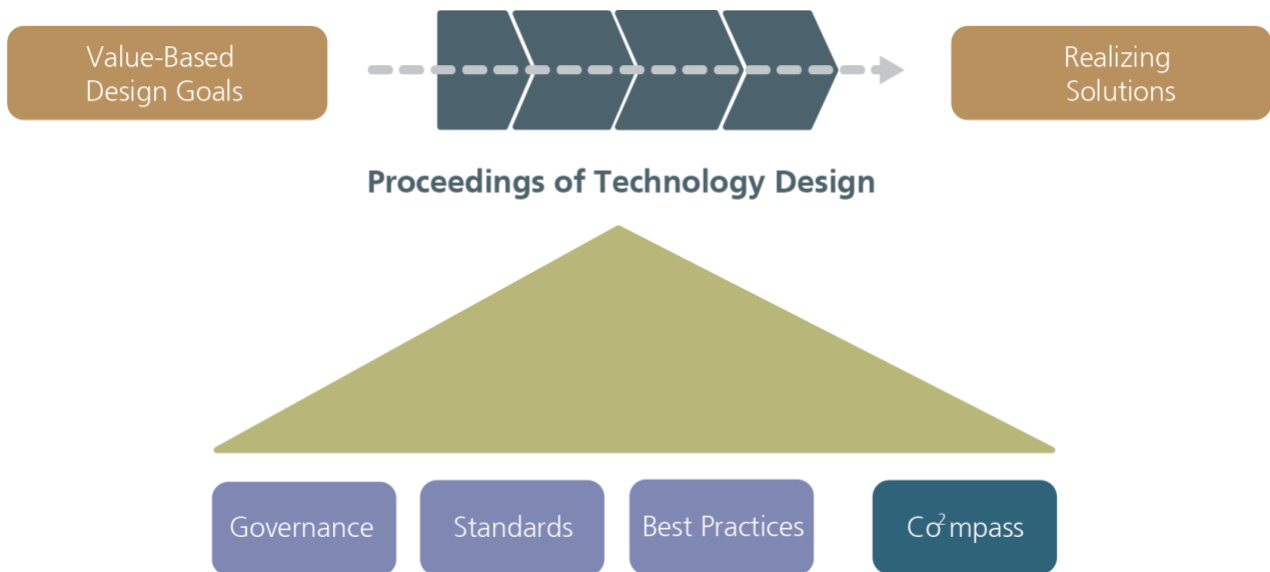 Value-Based
Design Goals
Realizing
Solutions
Proceedings of Technology Design
Governance
Standards
Best Practices
Co²mpass